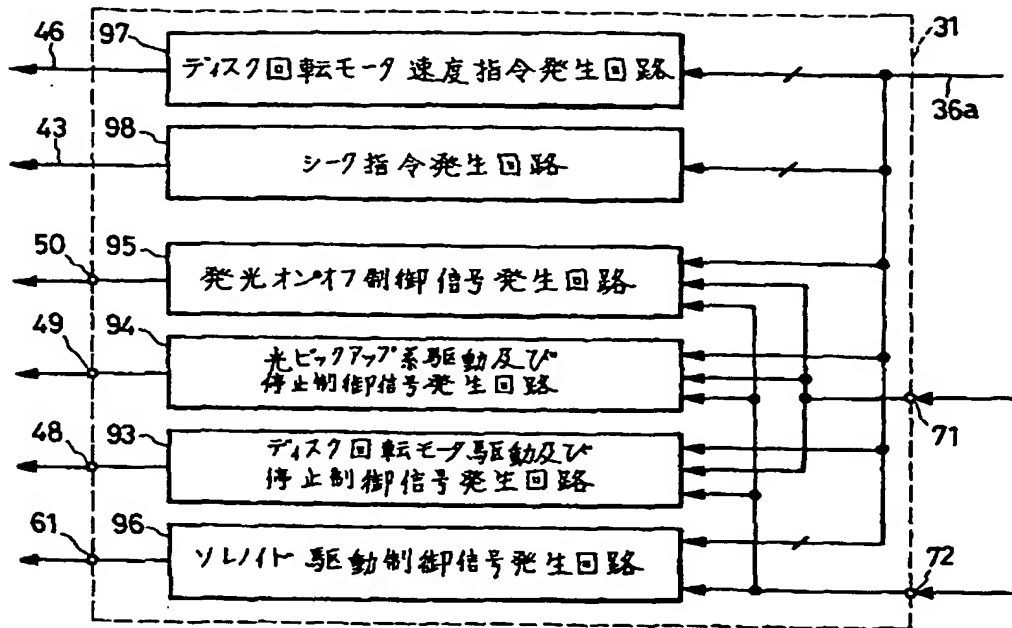 46
97
ディスク回転モータ速度指令発生回路
31
36a
43
98
シーク指令発生回路
50
95
発光オンオフ制御信号発生回路
49
94
光ピックアップ系駆動及び
停止制御信号発生回路
71
48
93
ディスク回転モータ駆動及び
停止制御信号発生回路
61
96
ソレノイド駆動制御信号発生回路
72